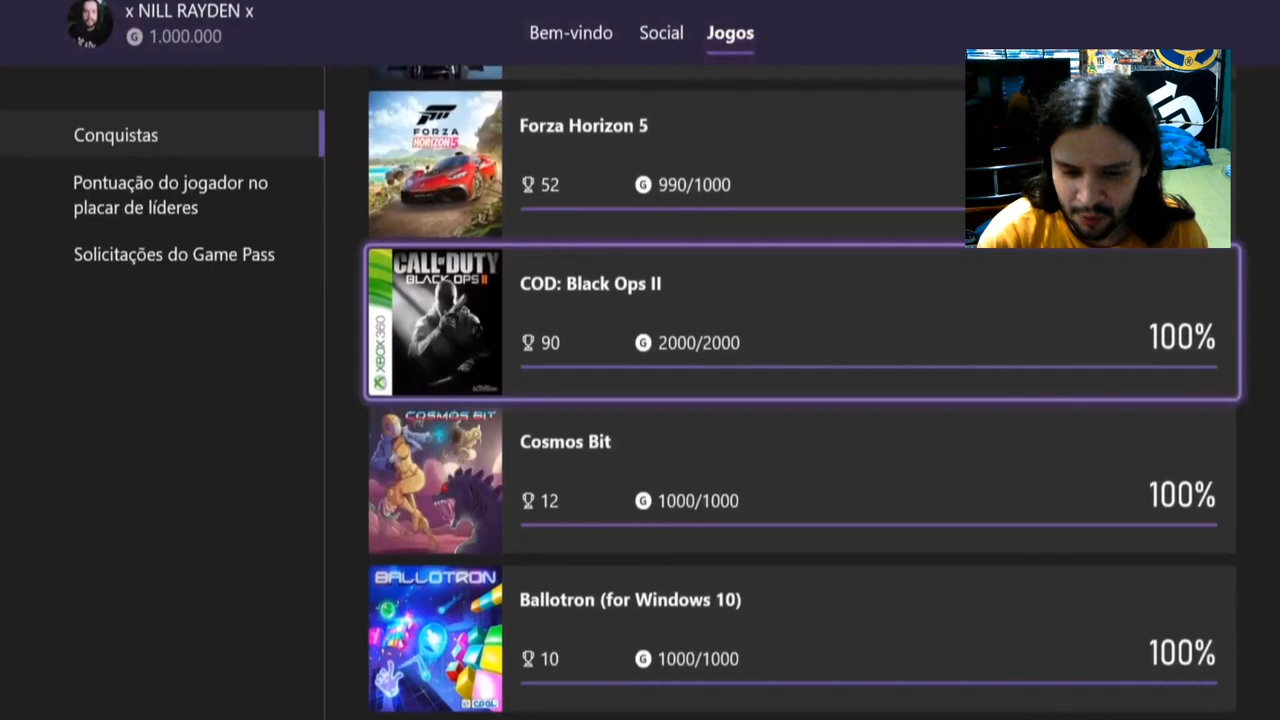 x NILL RAYDEN x
G 1.000.000
Bem-vindo
Social
Jogos
Conquistas
Pontuação do jogador no
placar de líderes
Solicitações do Game Pass
FORZA
HORIZON 5
Forza Horizon 5
52
G 990/1000
CALL OF DUTY
BLACK OPS II
XBOX 360
ACTIVISION
COD: Black Ops II
90
G 2000/2000
100%
COSMOS BIT
Cosmos Bit
12
G 1000/1000
100%
BALLOTRON
Ballotron (for Windows 10)
10
G 1000/1000
100%
YES